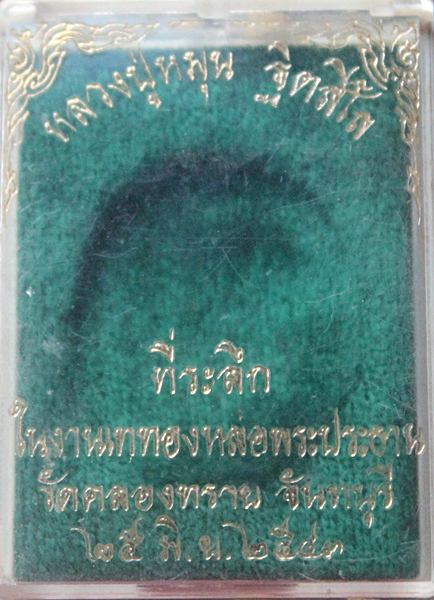 หลวงปู่หมุน ฐิตสีโล
ที่ระลึก
ในงานเททองหล่อพระประธาน
วัดคลองทราย จันทบุรี
๒๕ มิ.ย.๒๕๔๓